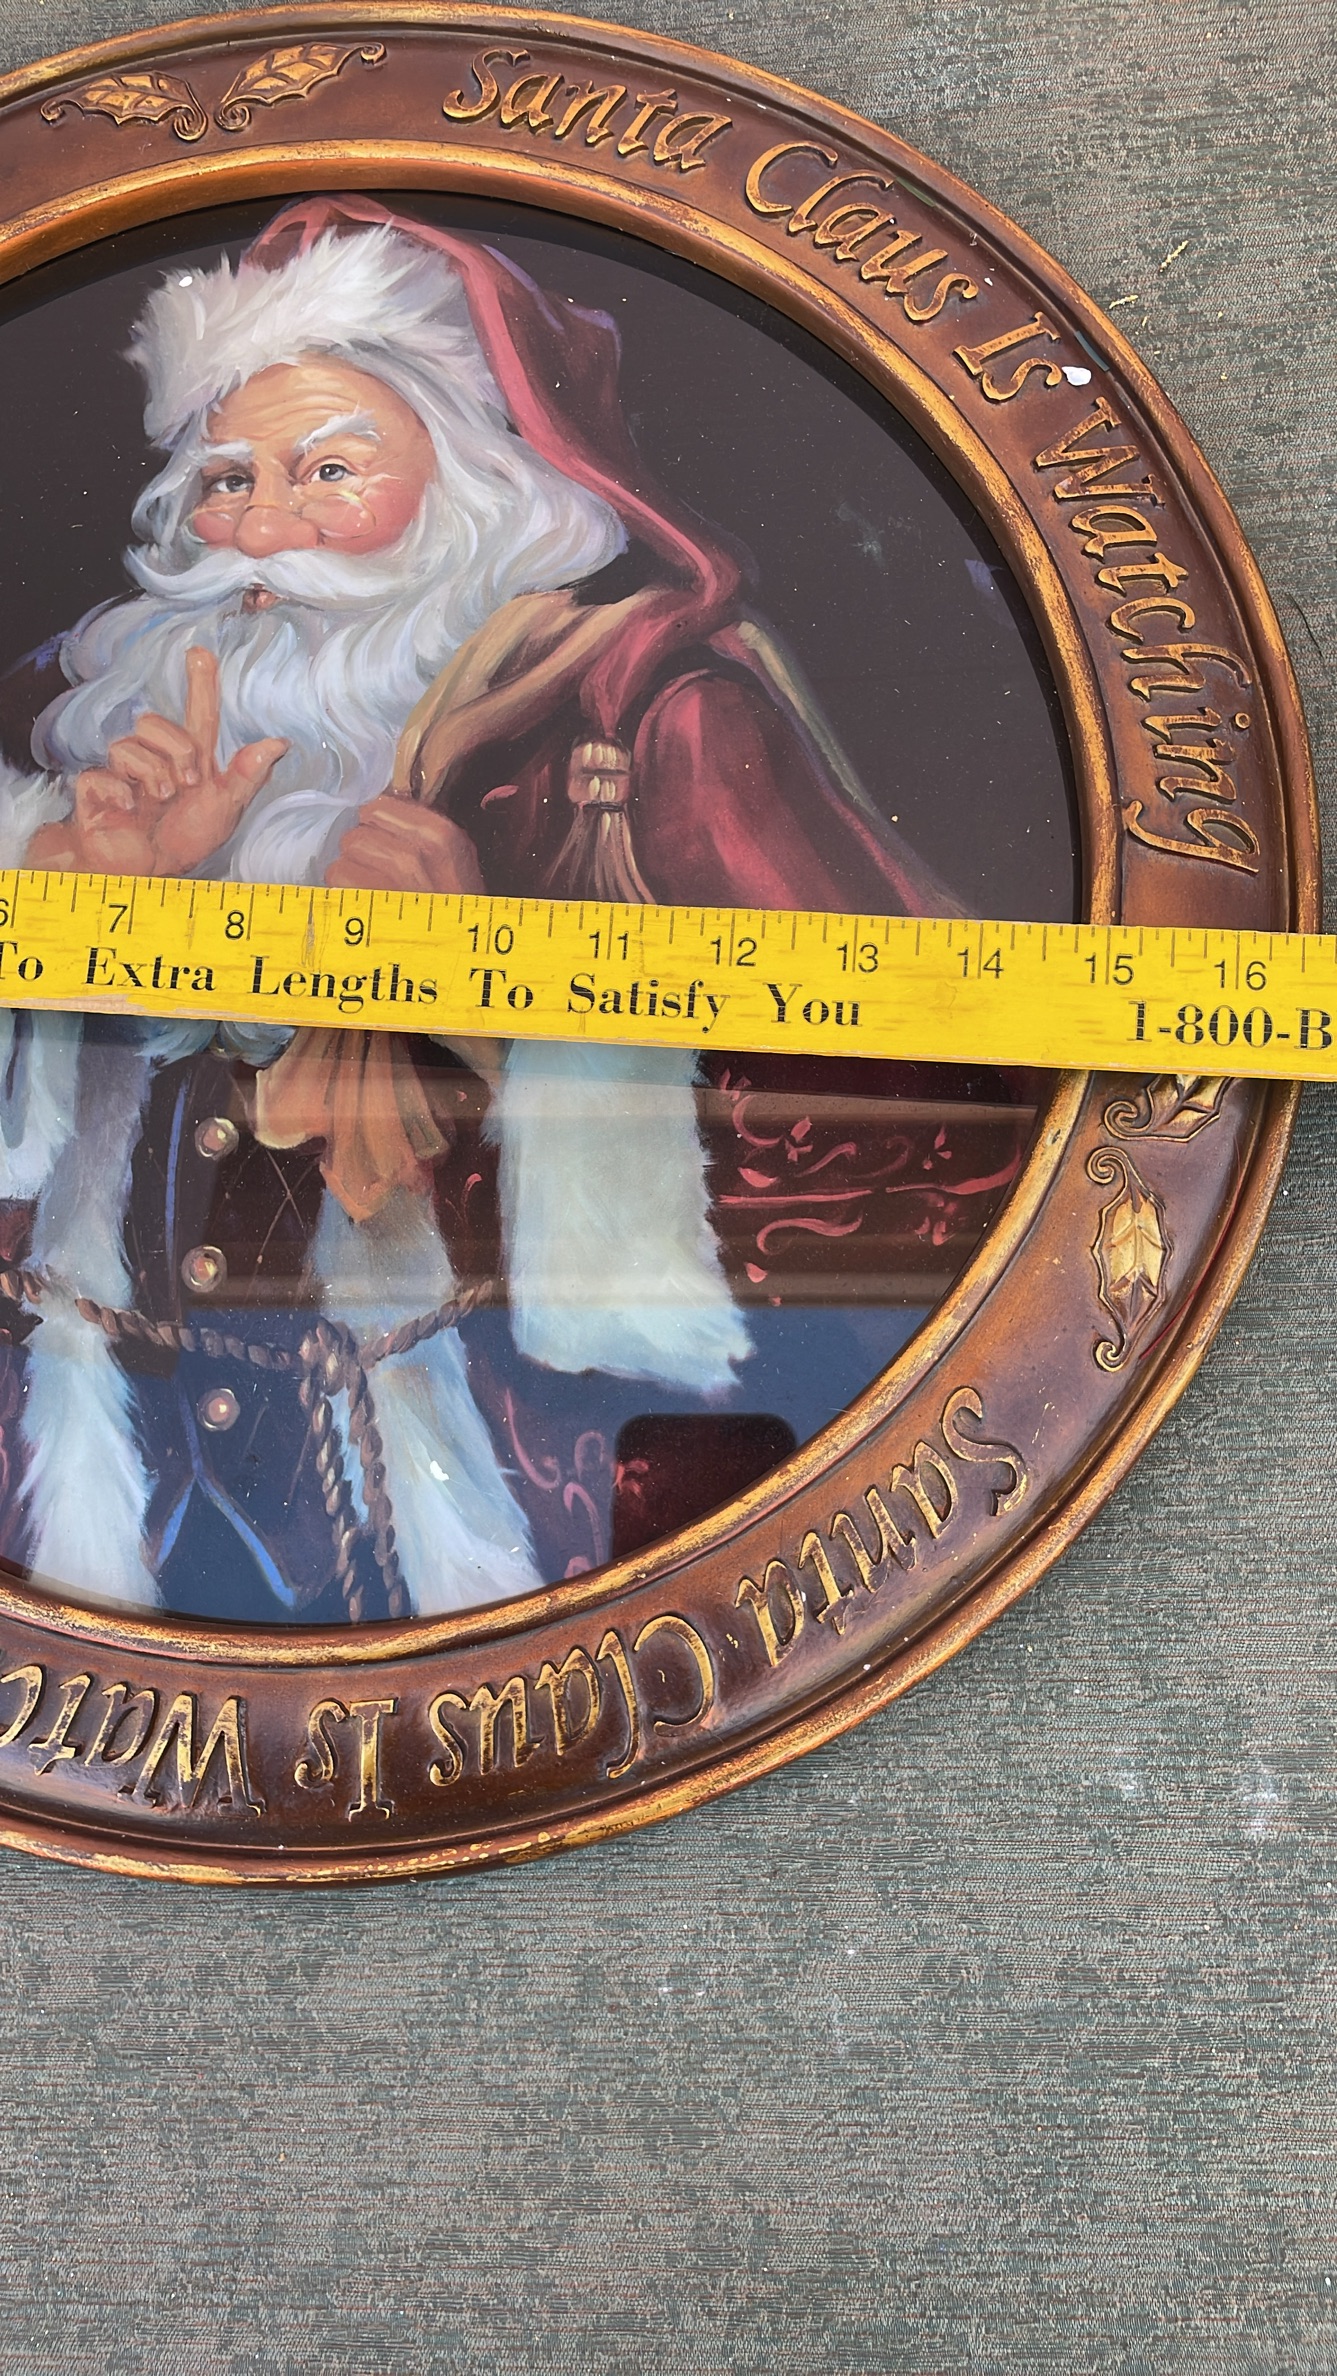 Santa Claus Is Watching
6 7 8 9 10 11 12 13 14 15 16
To Extra Lengths To Satisfy You 1-800-B
Santa Claus Is Watc